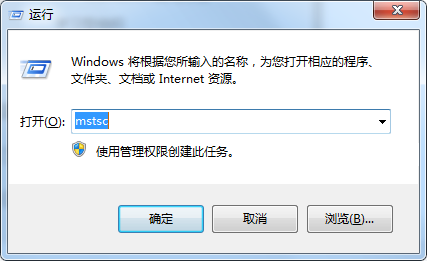 运行
Windows 将根据您所输入的名称，为您打开相应的程序、
文件夹、文档或 Internet 资源。
打开(O): mstsc
使用管理权限创建此任务。
确定 取消 浏览(B)...